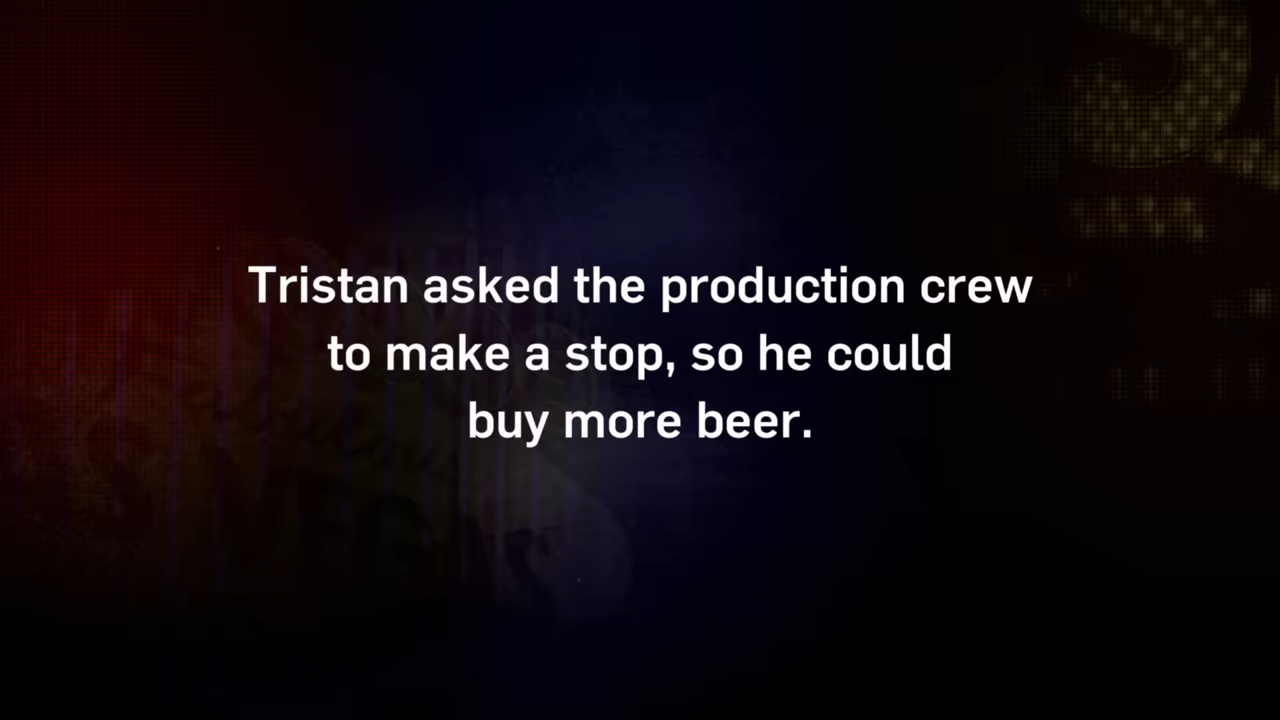 Tristan asked the production crew
to make a stop, so he could
buy more beer.